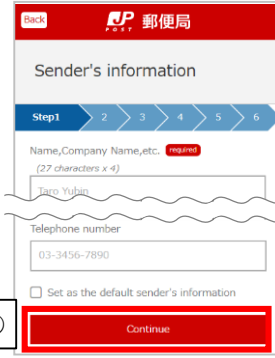 Back
JP POST 郵便局
Sender's information
Step1 2 3 4 5 6
Name,Company Name,etc. required
(27 characters x 4)
Taro Yubin
Telephone number
03-3456-7890
Set as the default sender's information
Continue